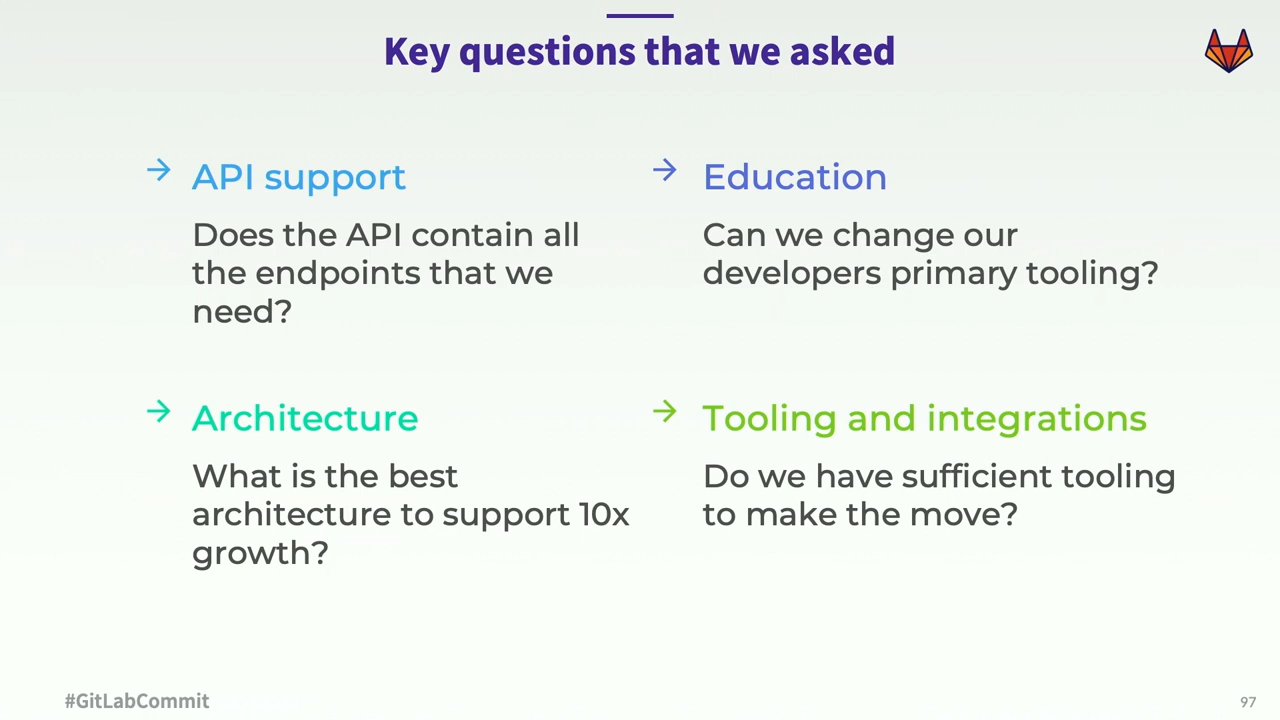 Key questions that we asked
API support
Does the API contain all
the endpoints that we
need?
Education
Can we change our
developers primary tooling?
Architecture
What is the best
architecture to support 10x
growth?
Tooling and integrations
Do we have sufficient tooling
to make the move?
#GitLabCommit
97